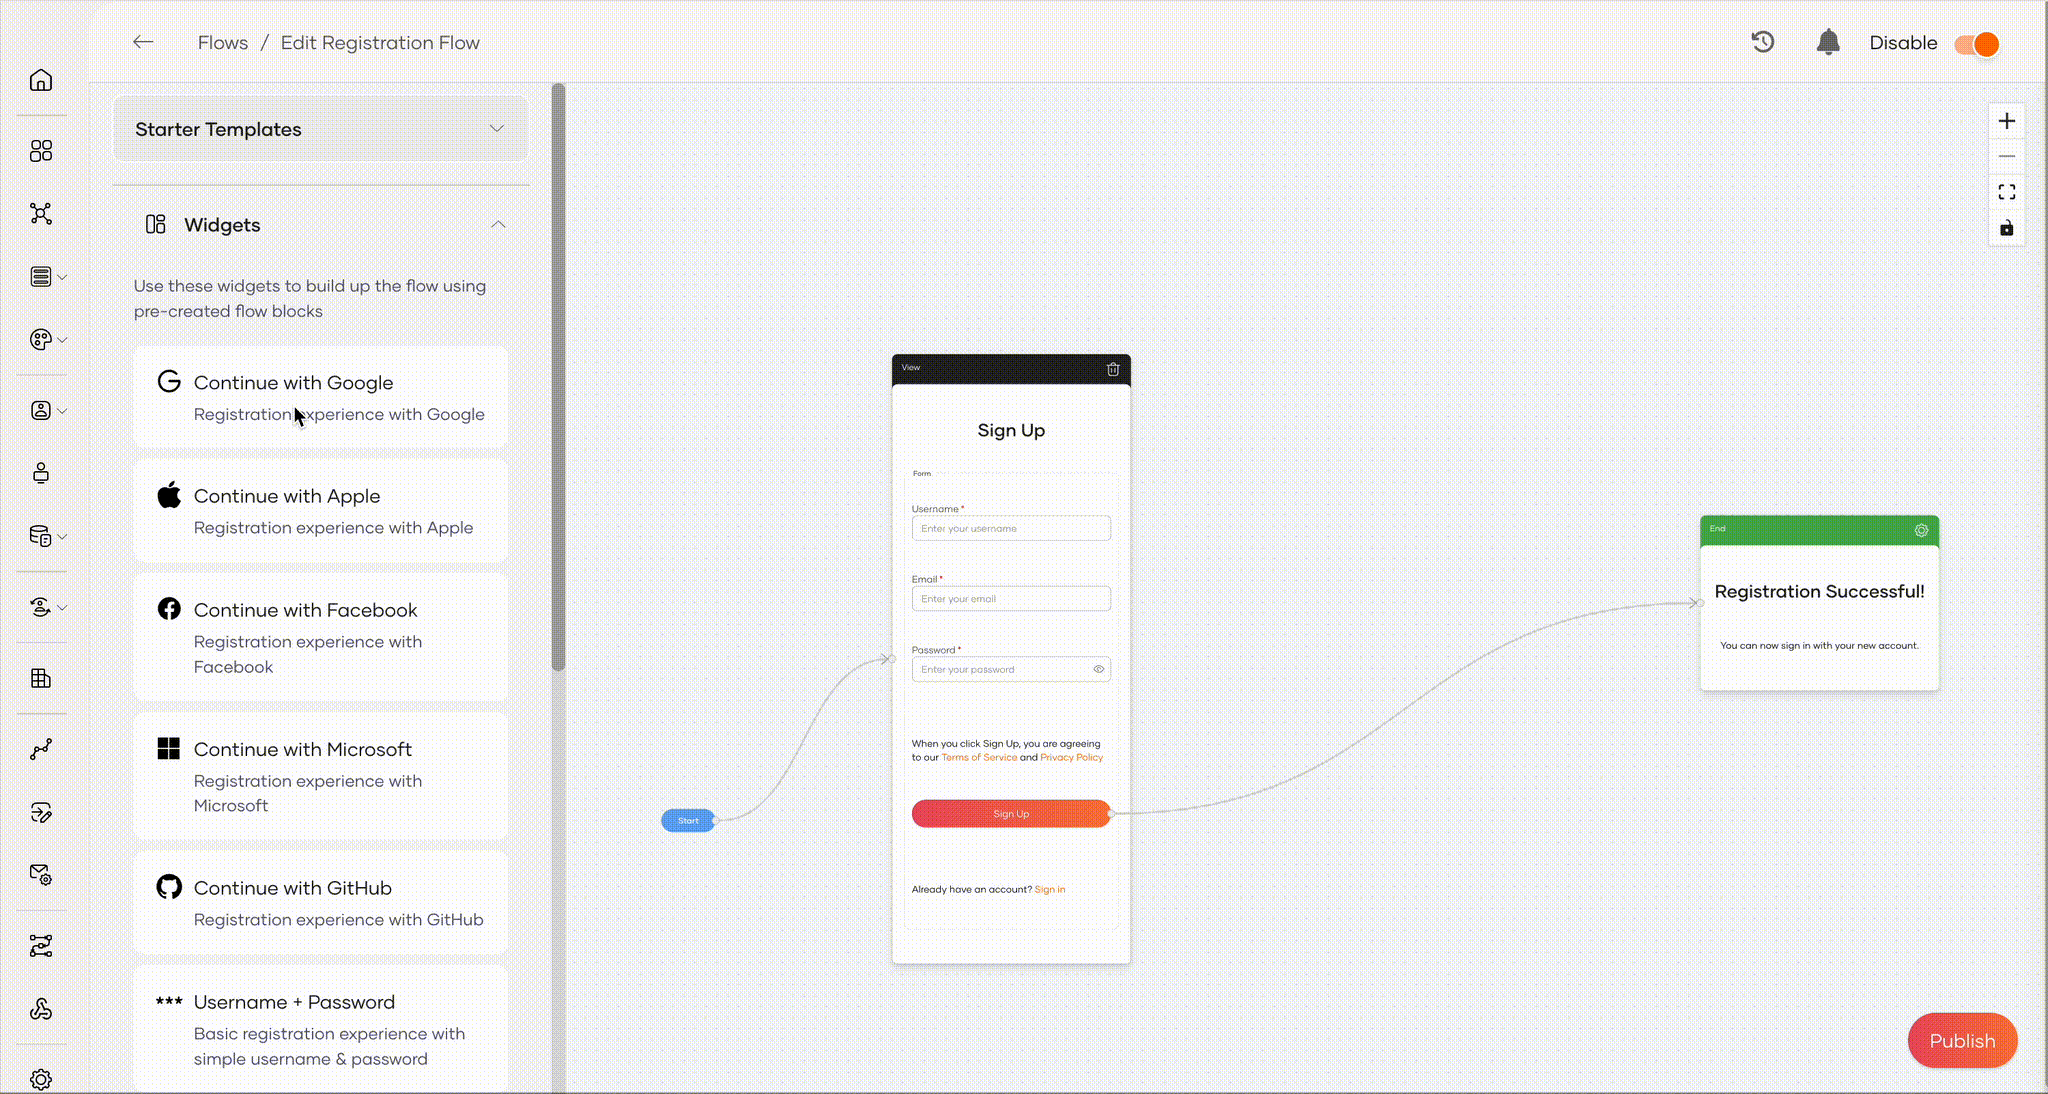 Flows / Edit Registration Flow
Disable
Starter Templates
Widgets
Use these widgets to build up the flow using
pre-created flow blocks
Continue with Google
Registration experience with Google
Continue with Apple
Registration experience with Apple
Continue with Facebook
Registration experience with
Facebook
Continue with Microsoft
Registration experience with
Microsoft
Continue with GitHub
Registration experience with GitHub
*** Username + Password
Basic registration experience with
simple username & password
Start
View
Sign Up
Form
Username *
Enter your username
Email *
Enter your email
Password *
Enter your password
When you click Sign Up, you are agreeing
to our Terms of Service and Privacy Policy
Sign Up
Already have an account? Sign in
End
Registration Successful!
You can now sign in with your new account.
Publish